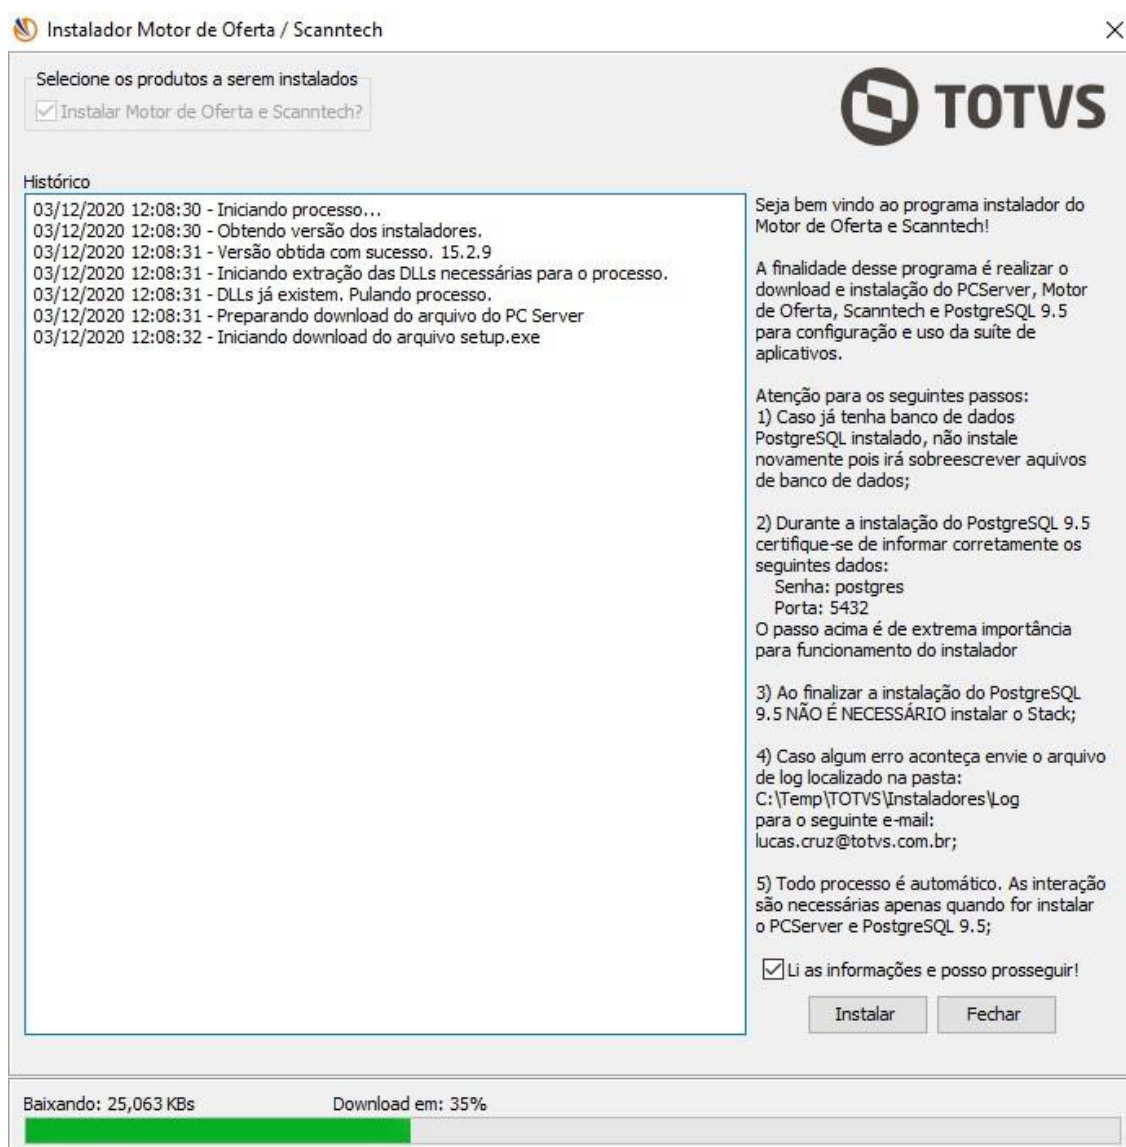 Instalador Motor de Oferta / Scanntech
Selecione os produtos a serem instalados
Instalar Motor de Oferta e Scanntech?
TOTVS
Histórico
03/12/2020 12:08:30 - Iniciando processo...
03/12/2020 12:08:30 - Obtendo versão dos instaladores.
03/12/2020 12:08:31 - Versão obtida com sucesso. 15.2.9
03/12/2020 12:08:31 - Iniciando extração das DLLs necessárias para o processo.
03/12/2020 12:08:31 - DLLs já existem. Pulando processo.
03/12/2020 12:08:31 - Preparando download do arquivo do PC Server
03/12/2020 12:08:32 - Iniciando download do arquivo setup.exe
Seja bem vindo ao programa instalador do
Motor de Oferta e Scanntech!
A finalidade desse programa é realizar o
download e instalação do PCServer, Motor
de Oferta, Scanntech e PostgreSQL 9.5
para configuração e uso da suíte de
aplicativos.
Atenção para os seguintes passos:
1) Caso já tenha banco de dados
PostgreSQL instalado, não instale
novamente pois irá sobreescrever aquivos
de banco de dados;
2) Durante a instalação do PostgreSQL 9.5
certifique-se de informar corretamente os
seguintes dados:
Senha: postgres
Porta: 5432
O passo acima é de extrema importância
para funcionamento do instalador
3) Ao finalizar a instalação do PostgreSQL
9.5 NÃO É NECESSÁRIO instalar o Stack;
4) Caso algum erro aconteça envie o arquivo
de log localizado na pasta:
C:\Temp\TOTVS\Instaladores\Log
para o seguinte e-mail:
lucas.cruz@totvs.com.br;
5) Todo processo é automático. As interação
são necessárias apenas quando for instalar
o PCServer e PostgreSQL 9.5;
Li as informações e posso prosseguir!
Instalar
Fechar
Baixando: 25,063 KBs
Download em: 35%